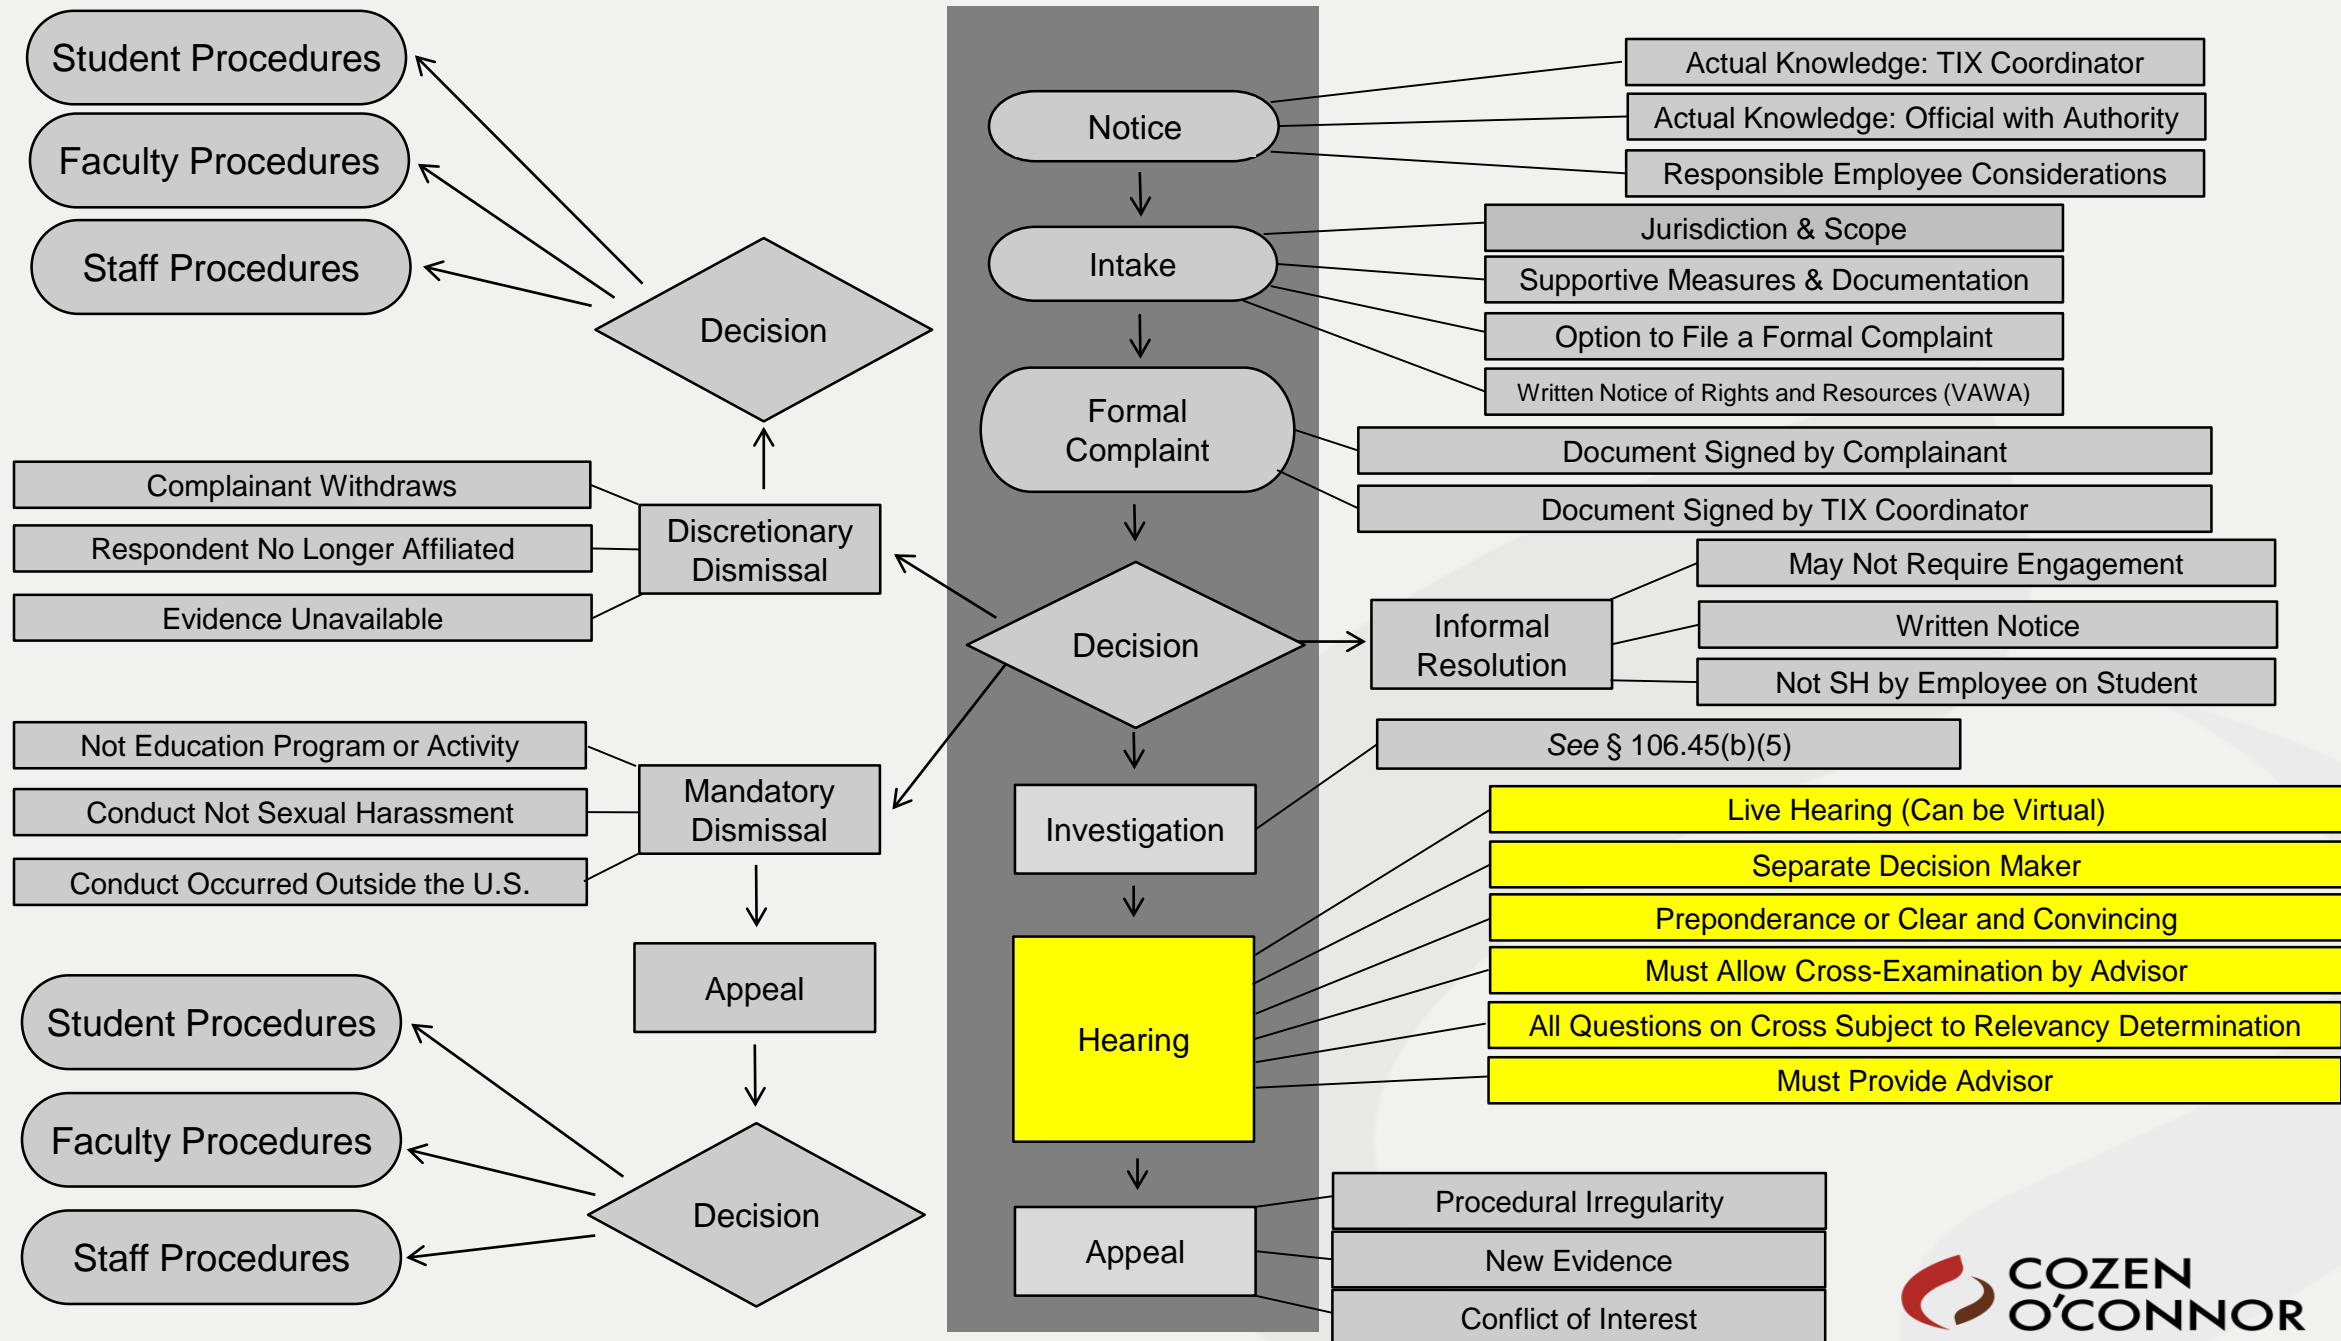 Student Procedures
Faculty Procedures
Staff Procedures
Decision
Complainant Withdraws
Respondent No Longer Affiliated
Evidence Unavailable
Discretionary
Dismissal
Not Education Program or Activity
Conduct Not Sexual Harassment
Conduct Occurred Outside the U.S.
Mandatory
Dismissal
Appeal
Student Procedures
Faculty Procedures
Staff Procedures
Decision
Notice
Intake
Formal
Complaint
Decision
Investigation
Hearing
Appeal
Actual Knowledge: TIX Coordinator
Actual Knowledge: Official with Authority
Responsible Employee Considerations
Jurisdiction & Scope
Supportive Measures & Documentation
Option to File a Formal Complaint
Written Notice of Rights and Resources (VAWA)
Document Signed by Complainant
Document Signed by TIX Coordinator
Informal
Resolution
May Not Require Engagement
Written Notice
Not SH by Employee on Student
See § 106.45(b)(5)
Live Hearing (Can be Virtual)
Separate Decision Maker
Preponderance or Clear and Convincing
Must Allow Cross-Examination by Advisor
All Questions on Cross Subject to Relevancy Determination
Must Provide Advisor
Procedural Irregularity
New Evidence
Conflict of Interest
COZEN
O'CONNOR